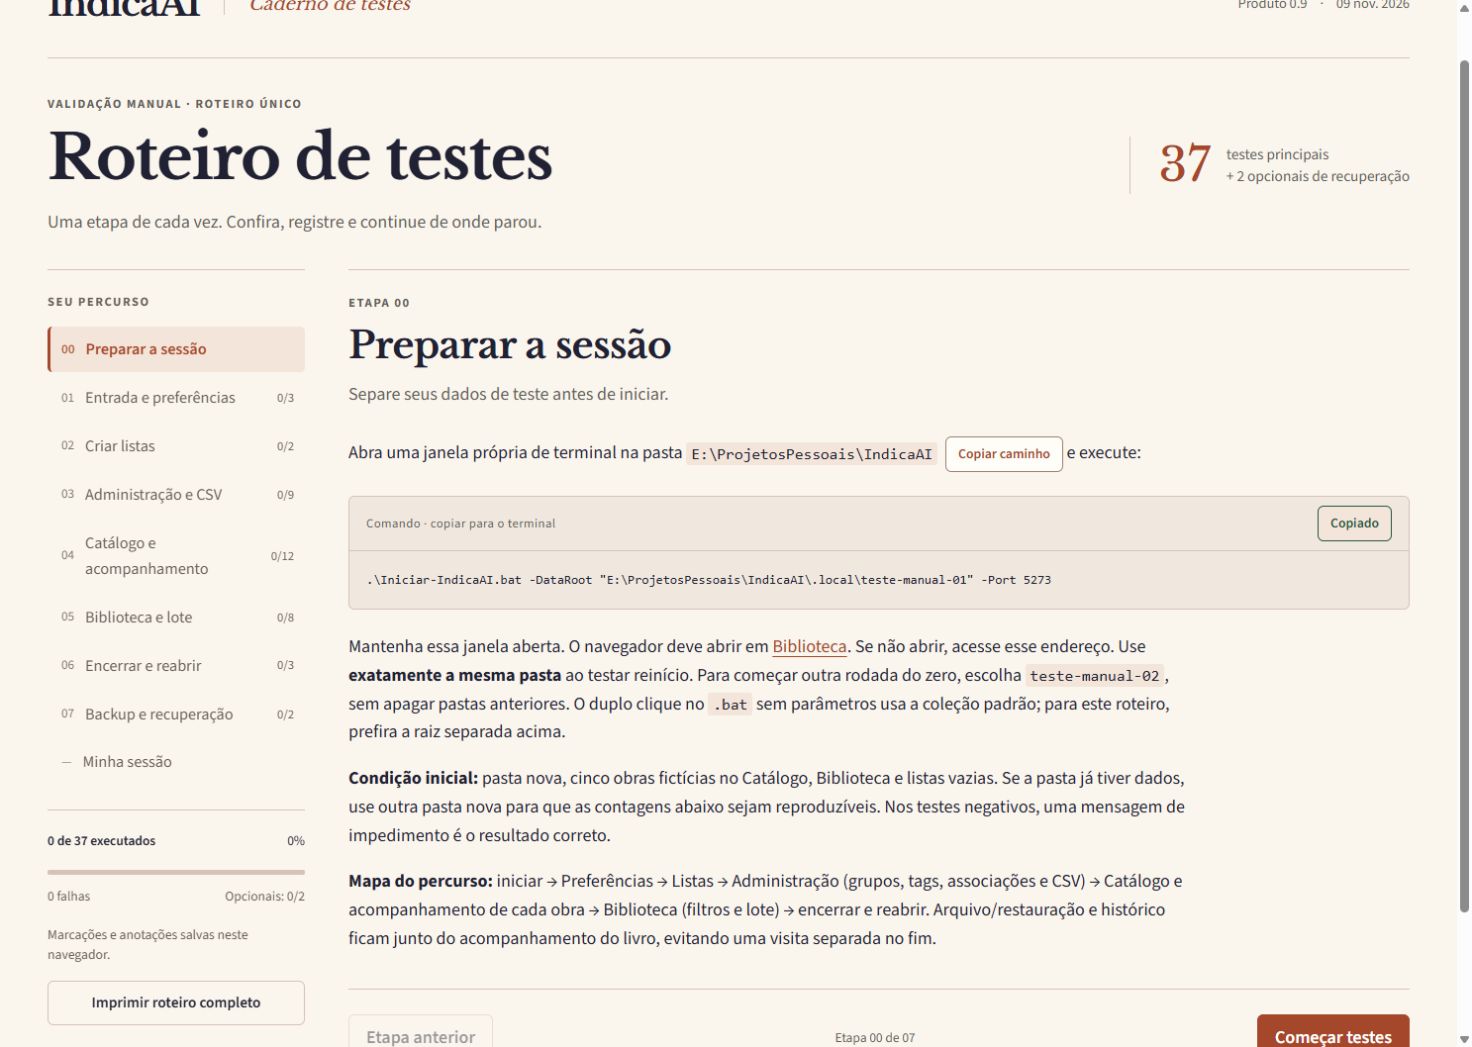 IndicaAI
Caderno de testes
Produto 0.9 · 09 nov. 2026
VALIDAÇÃO MANUAL · ROTEIRO ÚNICO
Roteiro de testes
Uma etapa de cada vez. Confira, registre e continue de onde parou.
37
testes principais
+ 2 opcionais de recuperação
SEU PERCURSO
00 Preparar a sessão
01 Entrada e preferências 0/3
02 Criar listas 0/2
03 Administração e CSV 0/9
04 Catálogo e
acompanhamento 0/12
05 Biblioteca e lote 0/8
06 Encerrar e reabrir 0/3
07 Backup e recuperação 0/2
— Minha sessão
0 de 37 executados 0%
0 falhas Opcionais: 0/2
Marcações e anotações salvas neste
navegador.
Imprimir roteiro completo
ETAPA 00
Preparar a sessão
Separe seus dados de teste antes de iniciar.
Abra uma janela própria de terminal na pasta E:\ProjetosPessoais\IndicaAI Copiar caminho e execute:
Comando · copiar para o terminal Copiado
.\Iniciar-IndicaAI.bat -DataRoot "E:\ProjetosPessoais\IndicaAI\.local\teste-manual-01" -Port 5273
Mantenha essa janela aberta. O navegador deve abrir em Biblioteca. Se não abrir, acesse esse endereço. Use
exatamente a mesma pasta ao testar reinício. Para começar outra rodada do zero, escolha teste-manual-02,
sem apagar pastas anteriores. O duplo clique no .bat sem parâmetros usa a coleção padrão; para este roteiro,
prefira a raiz separada acima.
Condição inicial: pasta nova, cinco obras fictícias no Catálogo, Biblioteca e listas vazias. Se a pasta já tiver dados,
use outra pasta nova para que as contagens abaixo sejam reproduzíveis. Nos testes negativos, uma mensagem de
impedimento é o resultado correto.
Mapa do percurso: iniciar → Preferências → Listas → Administração (grupos, tags, associações e CSV) → Catálogo e
acompanhamento de cada obra → Biblioteca (filtros e lote) → encerrar e reabrir. Arquivo/restauração e histórico
ficam junto do acompanhamento do livro, evitando uma visita separada no fim.
Etapa anterior
Etapa 00 de 07
Começar testes